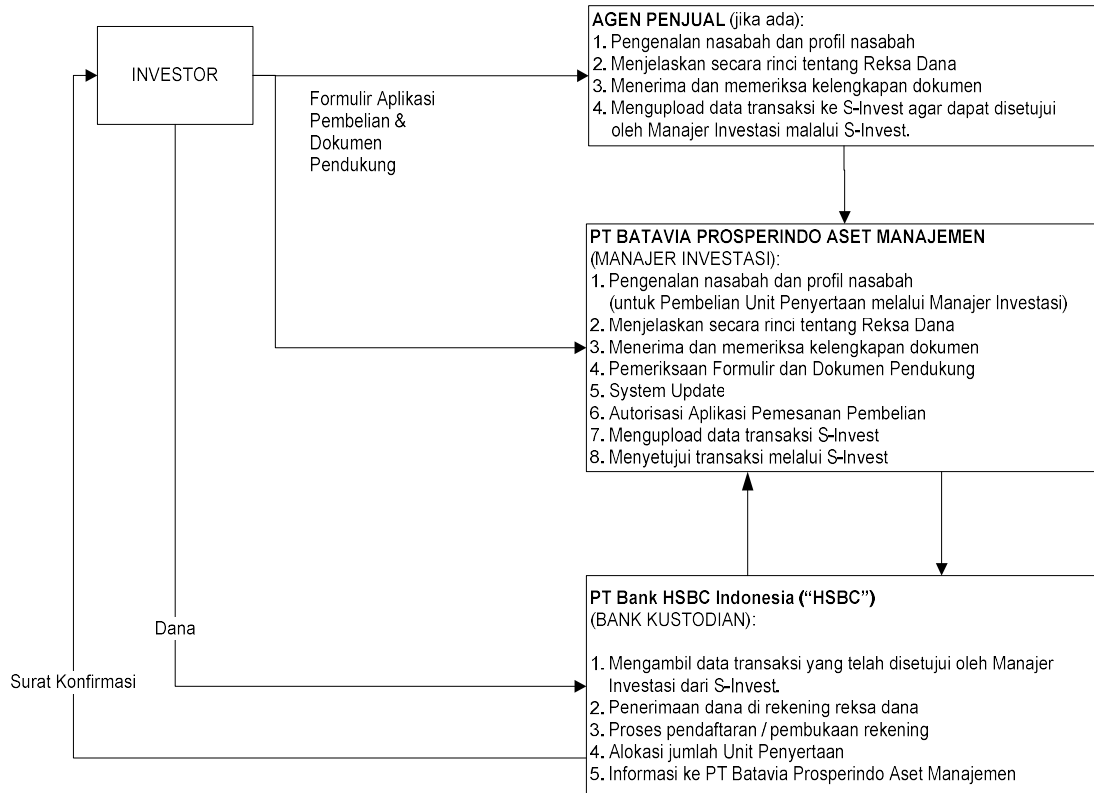 INVESTOR
Formulir Aplikasi
Pembelian &
Dokumen
Pendukung
AGEN PENJUAL (jika ada):
1. Pengenalan nasabah dan profil nasabah
2. Menjelaskan secara rinci tentang Reksa Dana
3. Menerima dan memeriksa kelengkapan dokumen
4. Mengupload data transaksi ke S-Invest agar dapat disetujui
oleh Manajer Investasi malalui S-Invest.
PT BATAVIA PROSPERINDO ASET MANAJEMEN
(MANAJER INVESTASI):
1. Pengenalan nasabah dan profil nasabah
(untuk Pembelian Unit Penyertaan melalui Manajer Investasi)
2. Menjelaskan secara rinci tentang Reksa Dana
3. Menerima dan memeriksa kelengkapan dokumen
4. Pemeriksaan Formulir dan Dokumen Pendukung
5. System Update
6. Autorisasi Aplikasi Pemesanan Pembelian
7. Mengupload data transaksi S-Invest
8. Menyetujui transaksi melalui S-Invest
Dana
Surat Konfirmasi
PT Bank HSBC Indonesia (“HSBC”)
(BANK KUSTODIAN):
1. Mengambil data transaksi yang telah disetujui oleh Manajer
Investasi dari S-Invest.
2. Penerimaan dana di rekening reksa dana
3. Proses pendaftaran / pembukaan rekening
4. Alokasi jumlah Unit Penyertaan
5. Informasi ke PT Batavia Prosperindo Aset Manajemen